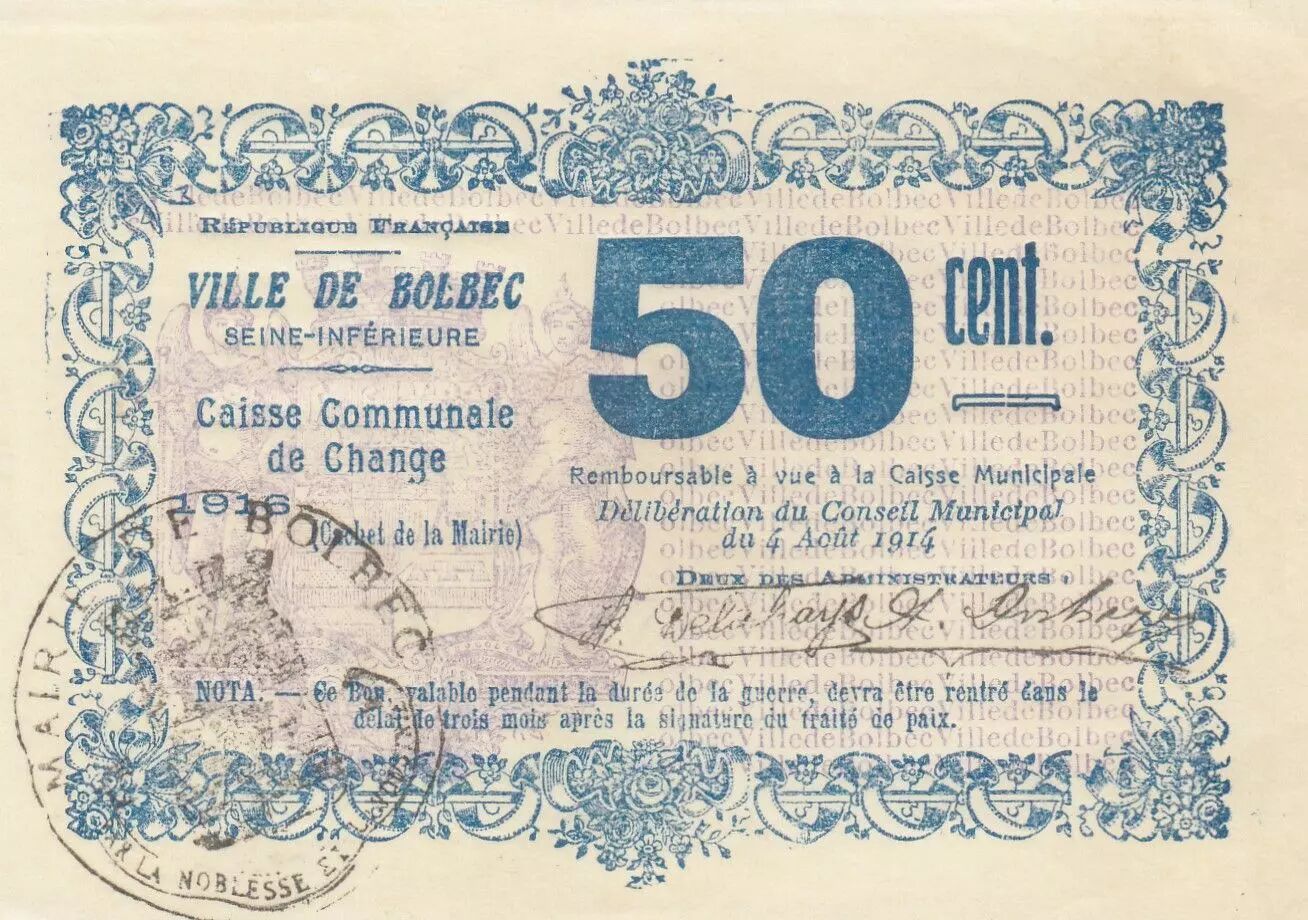 RÉPUBLIQUE FRANÇAISE
VILLE DE BOLBEC
SEINE-INFÉRIEURE
Caisse Communale
de Change
1916
(Cachet de la Mairie)
50 cent.
Remboursable à vue à la Caisse Municipale
Délibération du Conseil Municipal
du 4 Août 1914
DEUX DES ADMINISTRATEURS :
NOTA. — Ce Bon, valable pendant la durée de la guerre, devra être rentré dans le
délai de trois mois après la signature du traité de paix.
MAIRIE DE BOLBEC
PAR LA NOBLESSE
VilledeBolbec